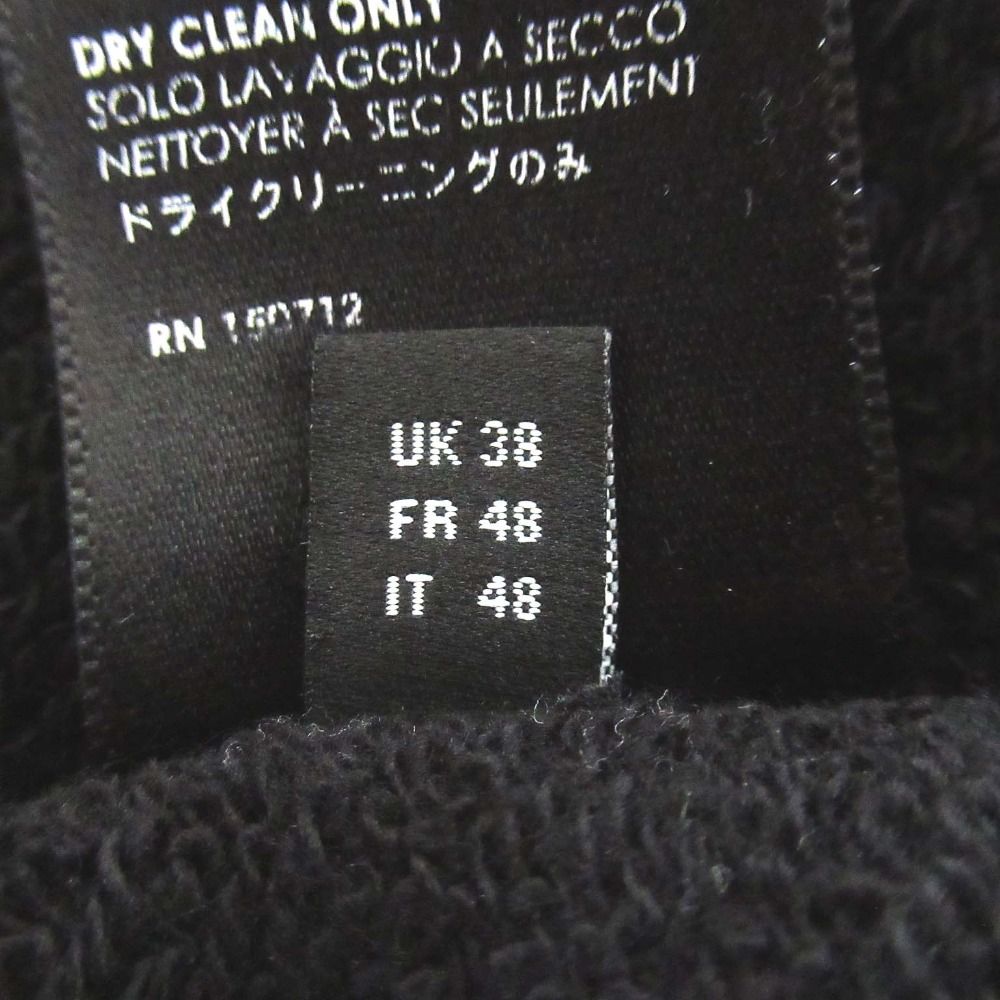 DRY CLEAN ONLY
SOLO LAVAGGIO A SECCO
NETTOYER À SEC SEULEMENT
ドライクリーニングのみ
RN
UK 38
FR 48
IT 48